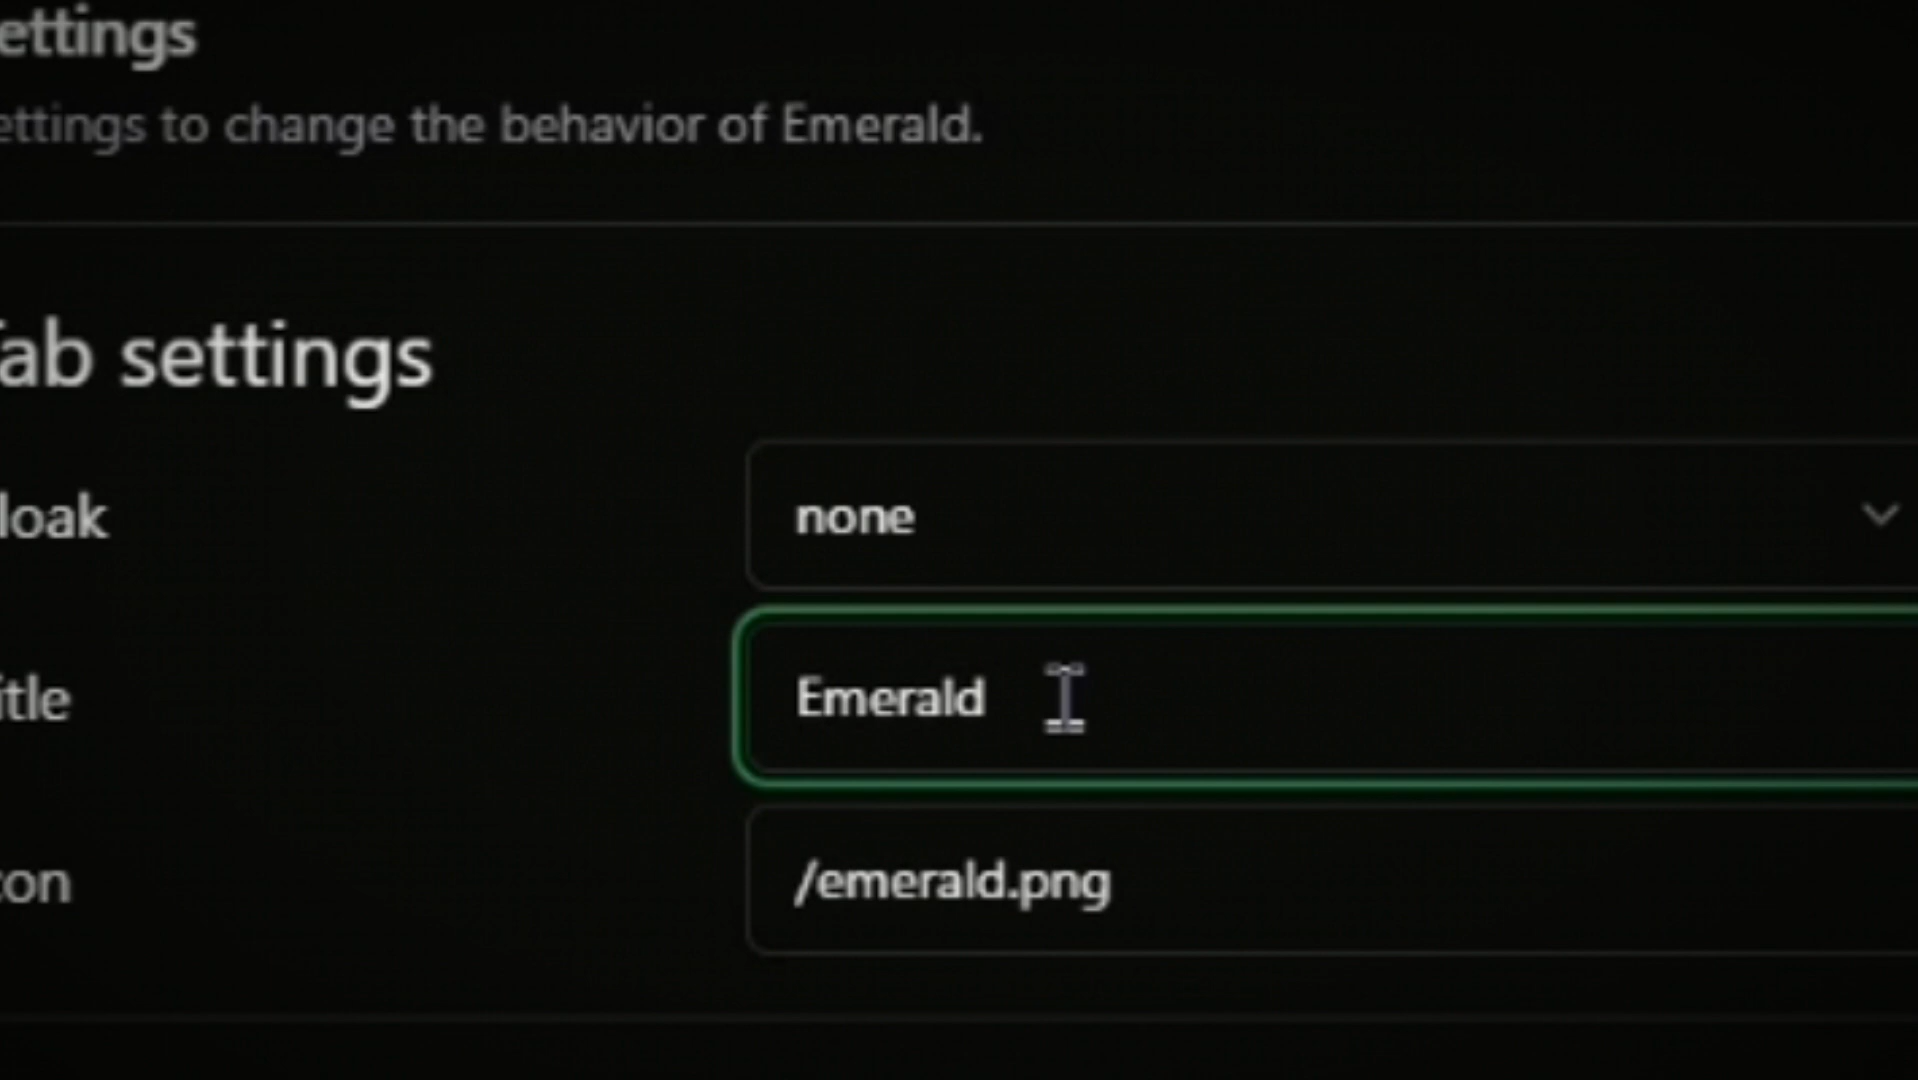 ettings
ettings to change the behavior of Emerald.
ab settings
loak
none
itle
Emerald
con
/emerald.png